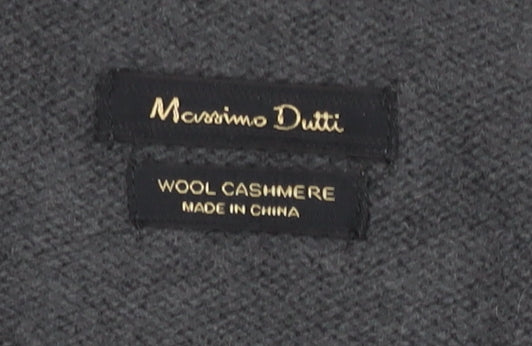 Massimo Dutti
WOOL CASHMERE
MADE IN CHINA